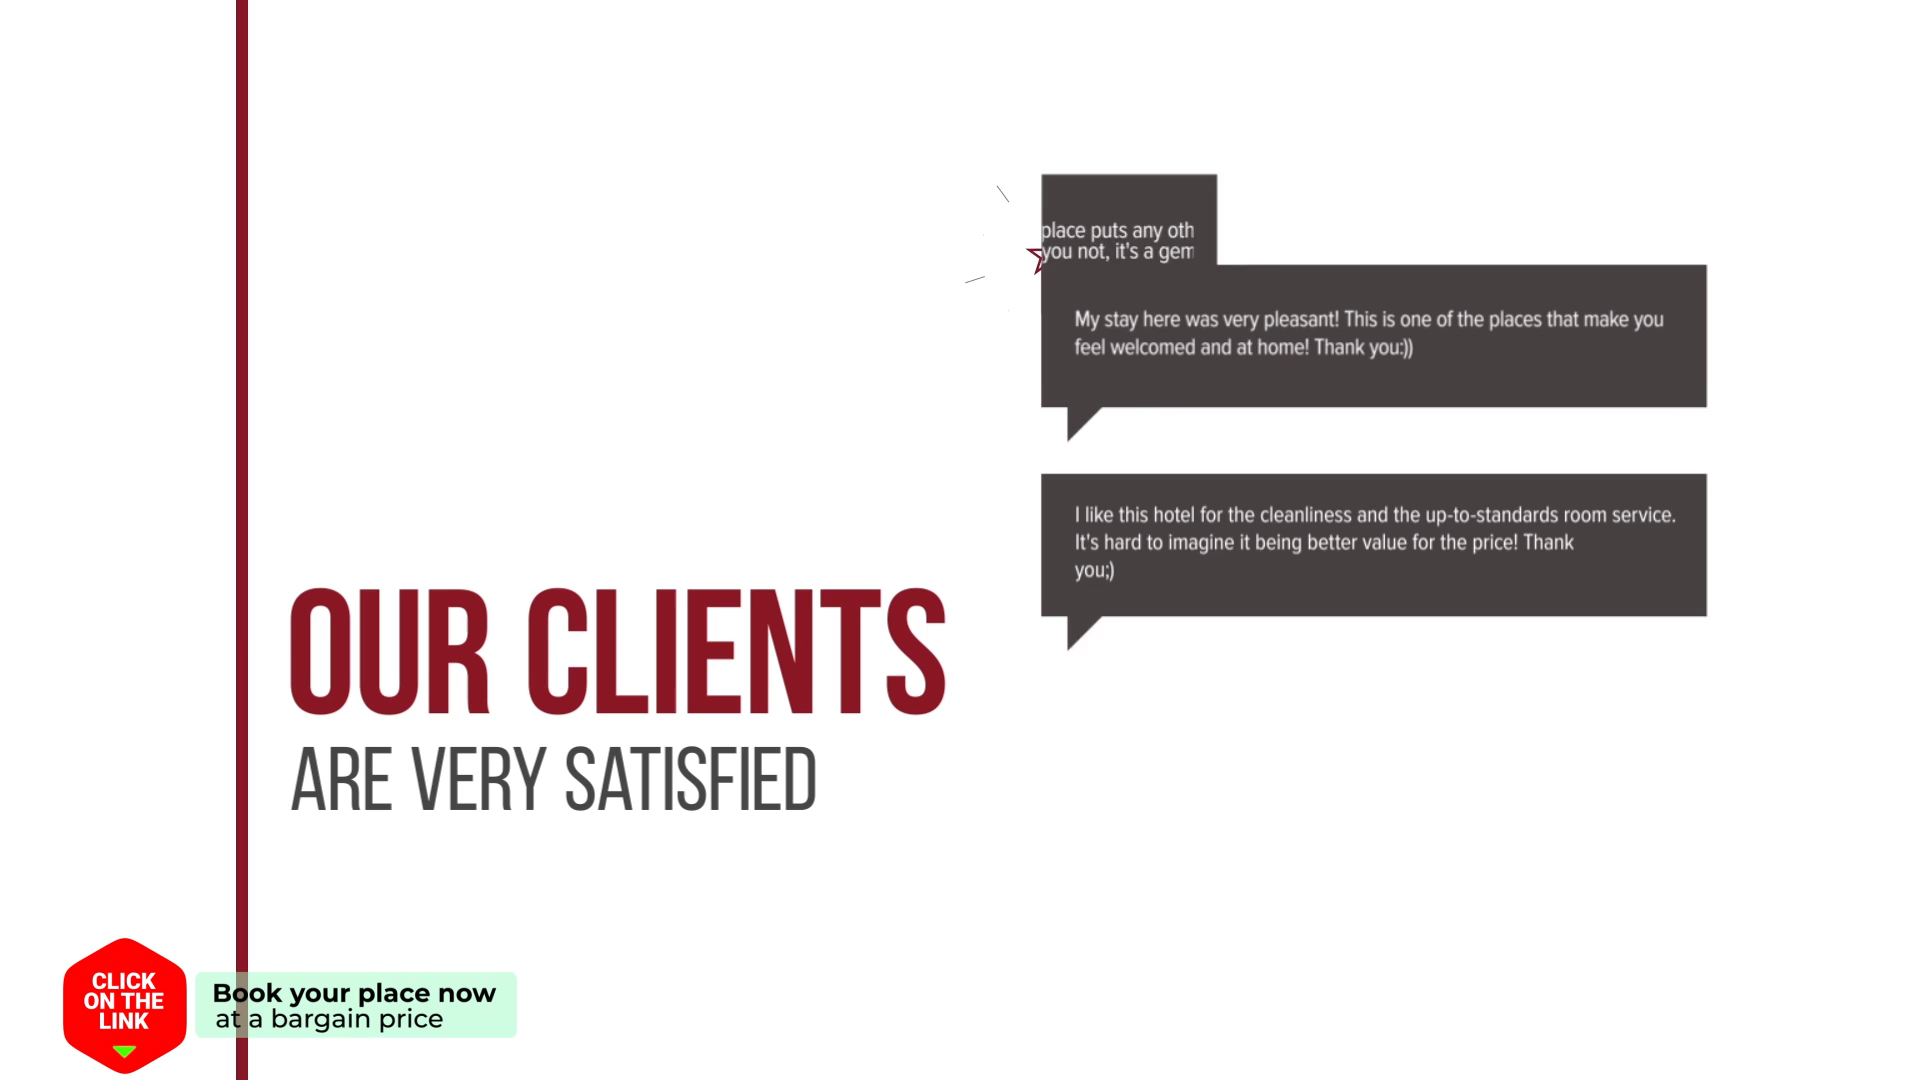 place puts any oth
you not, it's a gem
My stay here was very pleasant! This is one of the places that make you
feel welcomed and at home! Thank you:))
I like this hotel for the cleanliness and the up-to-standards room service.
It's hard to imagine it being better value for the price! Thank
you;)
OUR CLIENTS
ARE VERY SATISFIED
CLICK
ON THE
LINK
Book your place now
at a bargain price